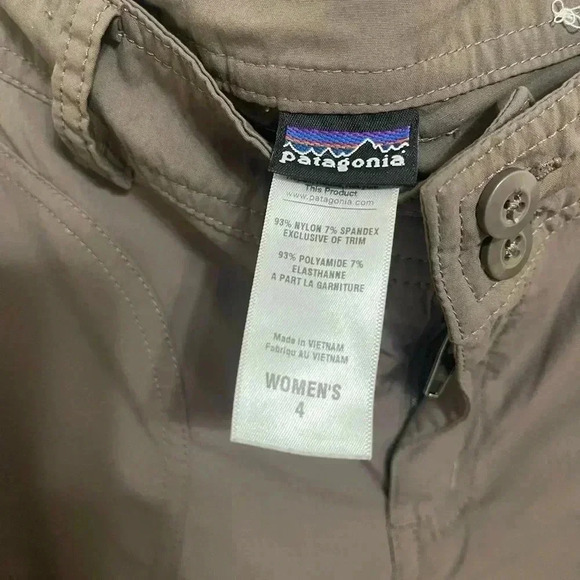 patagonia
This Product
www.patagonia.com
93% NYLON 7% SPANDEX
EXCLUSIVE OF TRIM
93% POLYAMIDE 7%
ELASTHANNE
A PART LA GARNITURE
Made in VIETNAM
Fabriqu AU VIETNAM
WOMEN'S
4